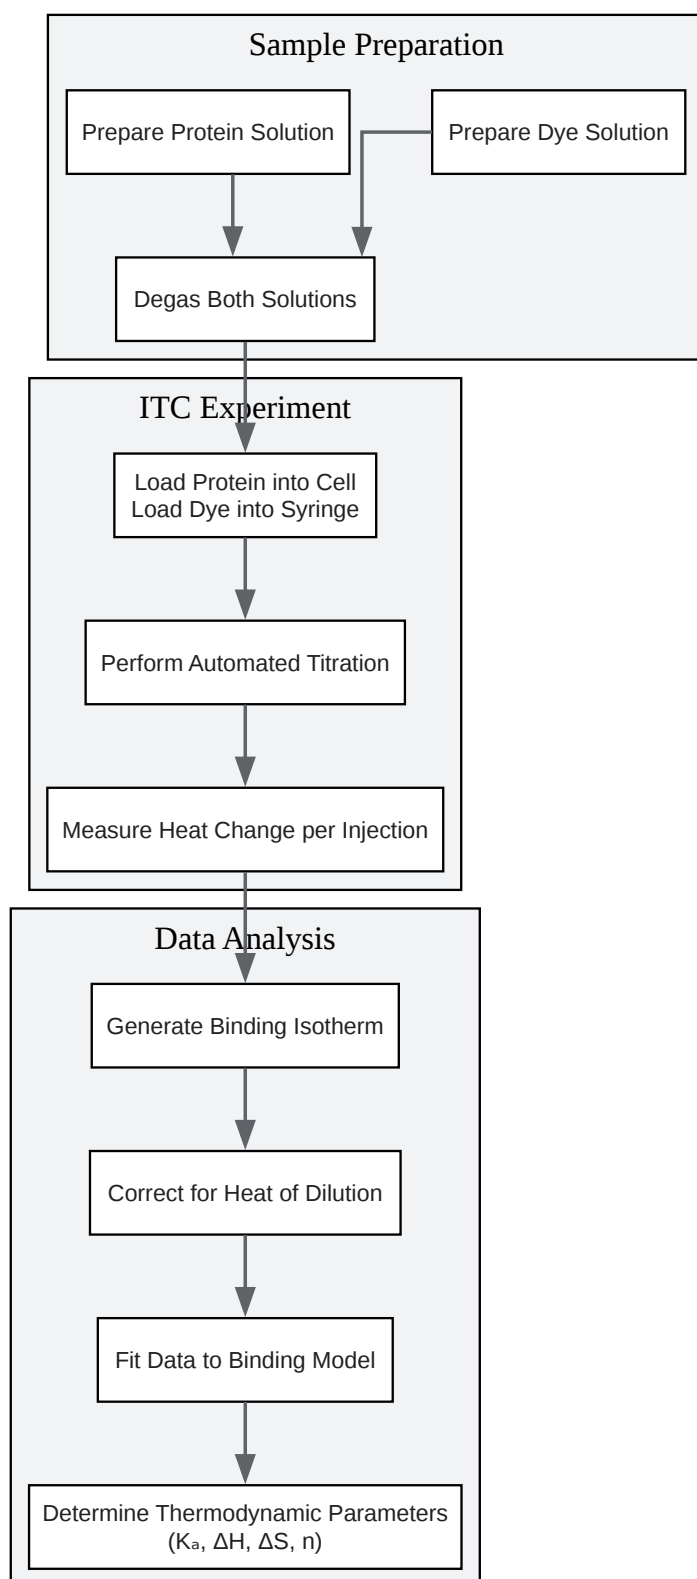 Sample Preparation
Prepare Protein Solution
Prepare Dye Solution
Degas Both Solutions
ITC Experiment
Load Protein into Cell
Load Dye into Syringe
Perform Automated Titration
Measure Heat Change per Injection
Data Analysis
Generate Binding Isotherm
Correct for Heat of Dilution
Fit Data to Binding Model
Determine Thermodynamic Parameters
(Kₐ, ΔH, ΔS, n)